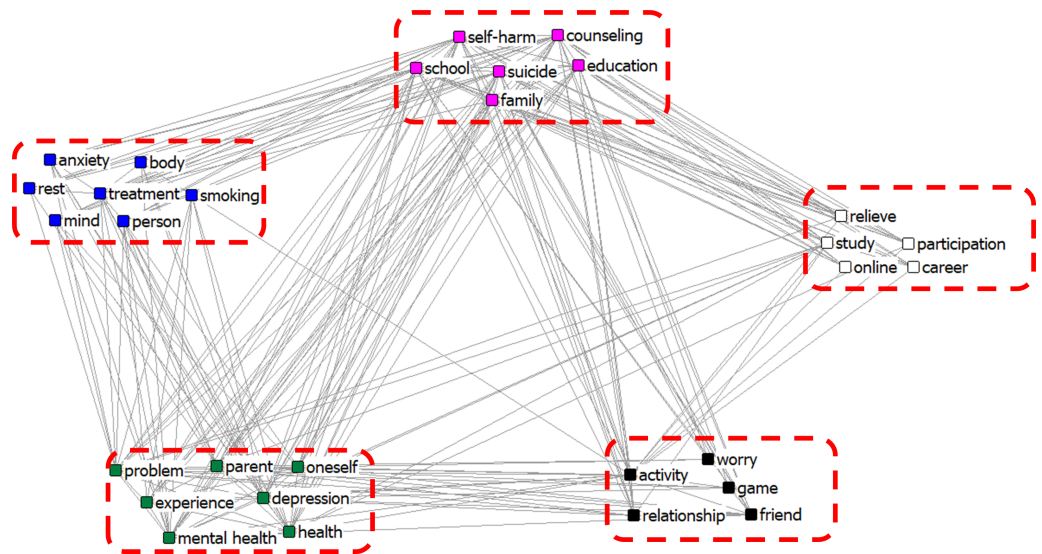 self-harm
counseling
school
suicide
education
family
anxiety
body
rest
treatment
smoking
mind
person
relieve
study
participation
online
career
problem
parent
oneself
experience
depression
mental health
health
worry
activity
game
relationship
friend